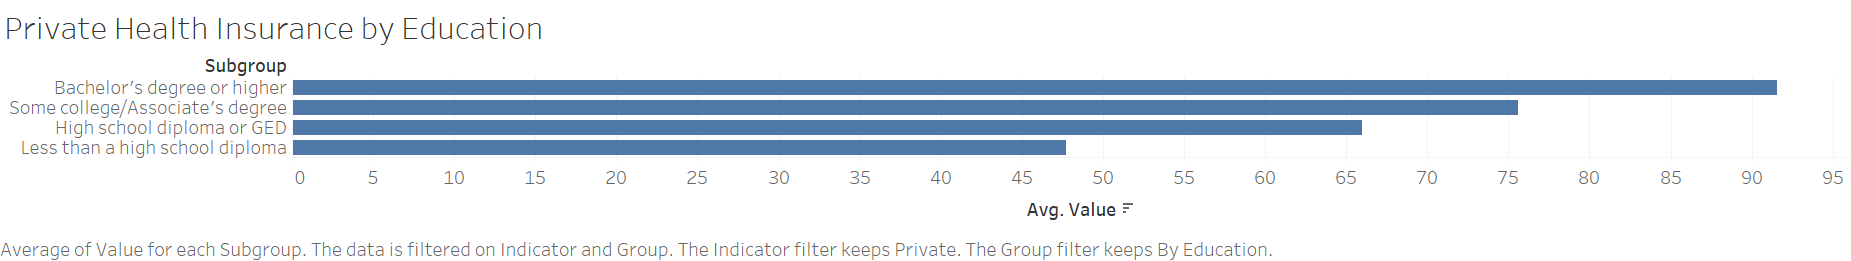 Private Health Insurance by Education
Subgroup
Bachelor's degree or higher
Some college/Associate's degree
High school diploma or GED
Less than a high school diploma
0 5 10 15 20 25 30 35 40 45 50 55 60 65 70 75 80 85 90 95
Avg. Value
Average of Value for each Subgroup. The data is filtered on Indicator and Group. The Indicator filter keeps Private. The Group filter keeps By Education.